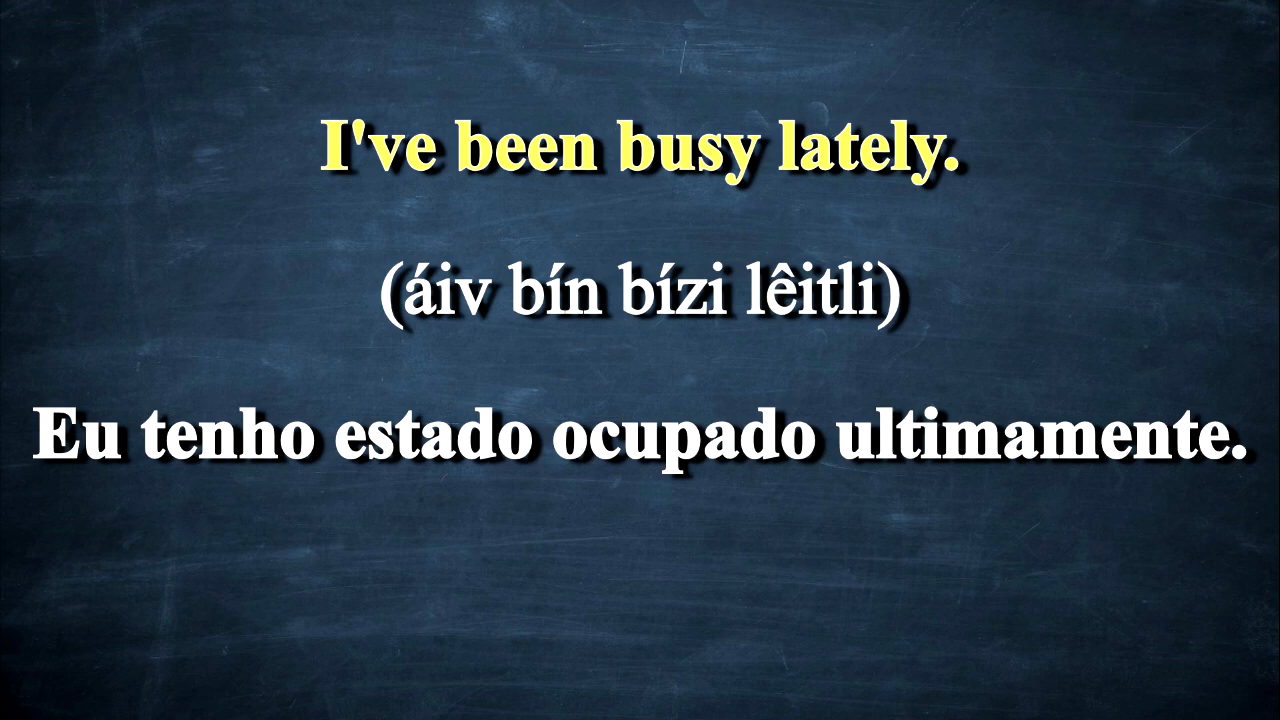 I've been busy lately.
(áiv bín bízi lêitli)
Eu tenho estado ocupado ultimamente.